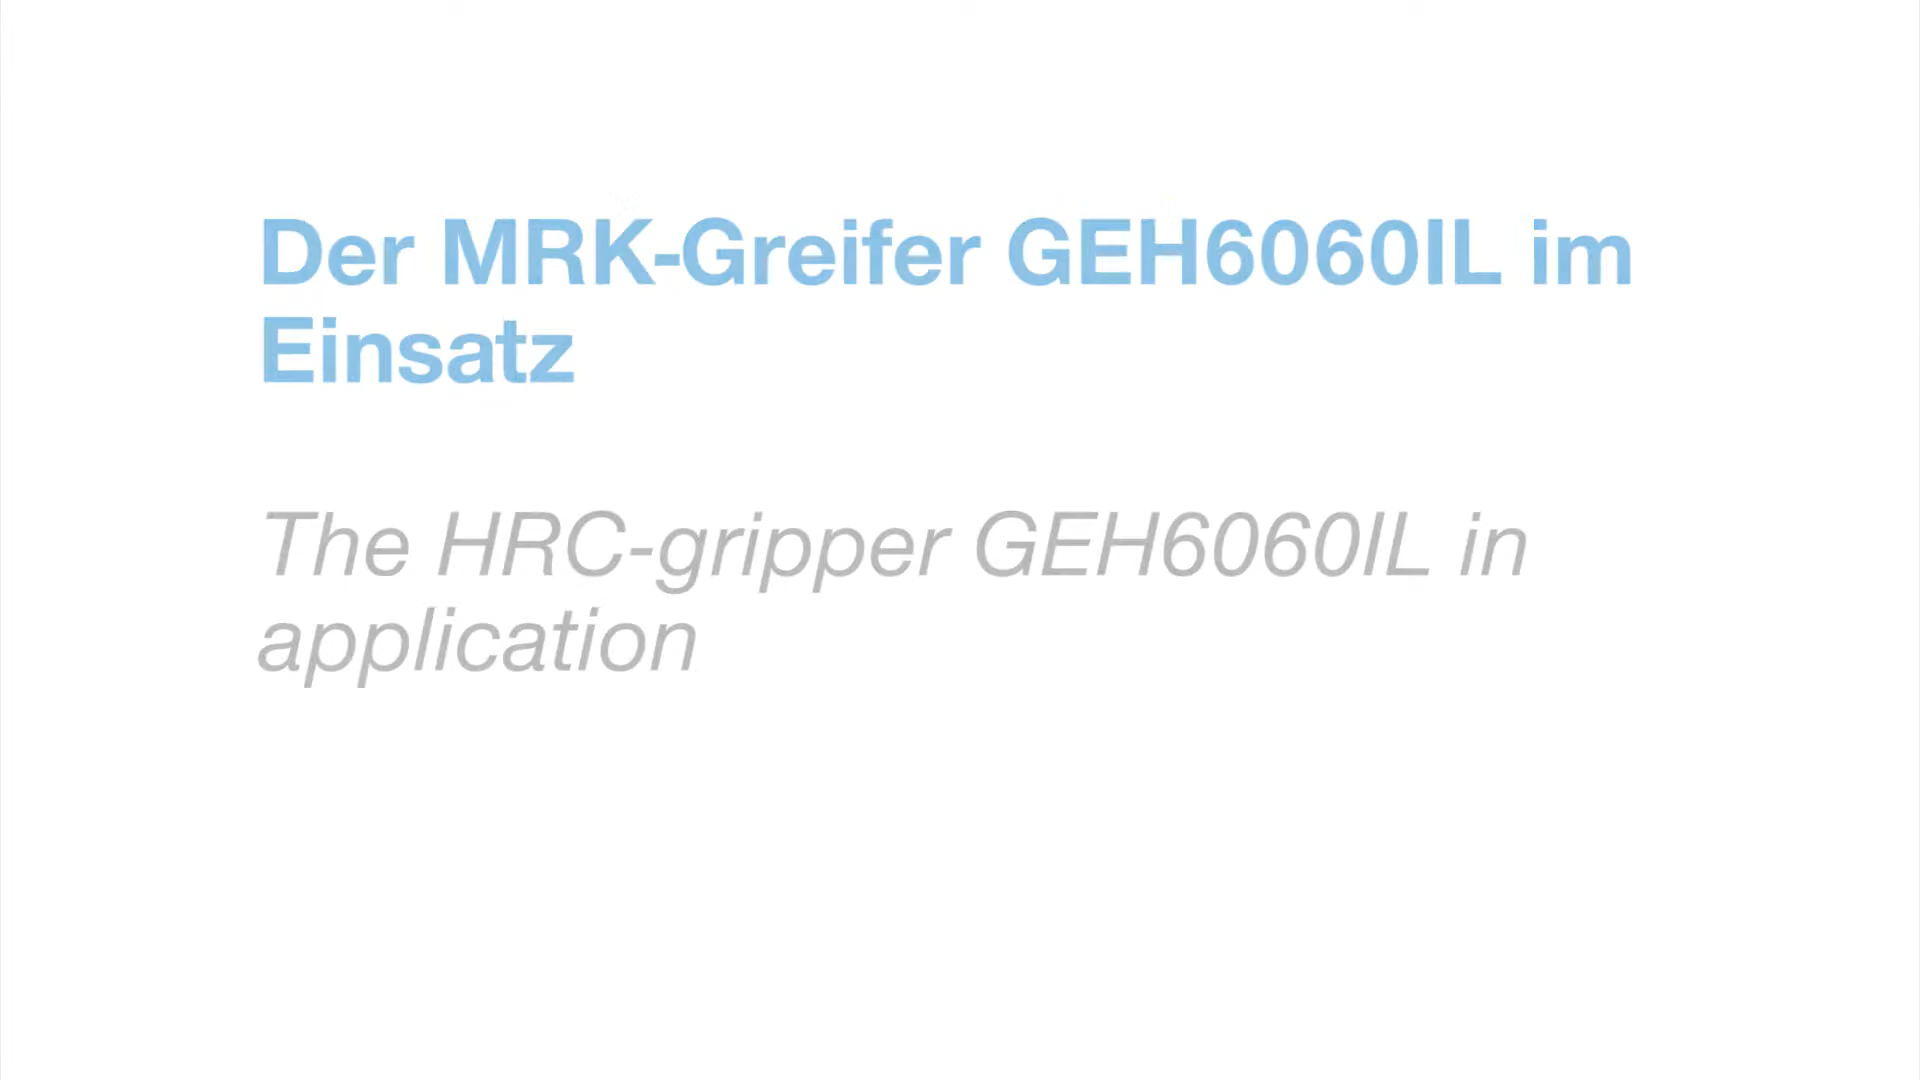 Der MRK-Greifer GEH6060IL im
Einsatz
The HRC-gripper GEH6060IL in
application